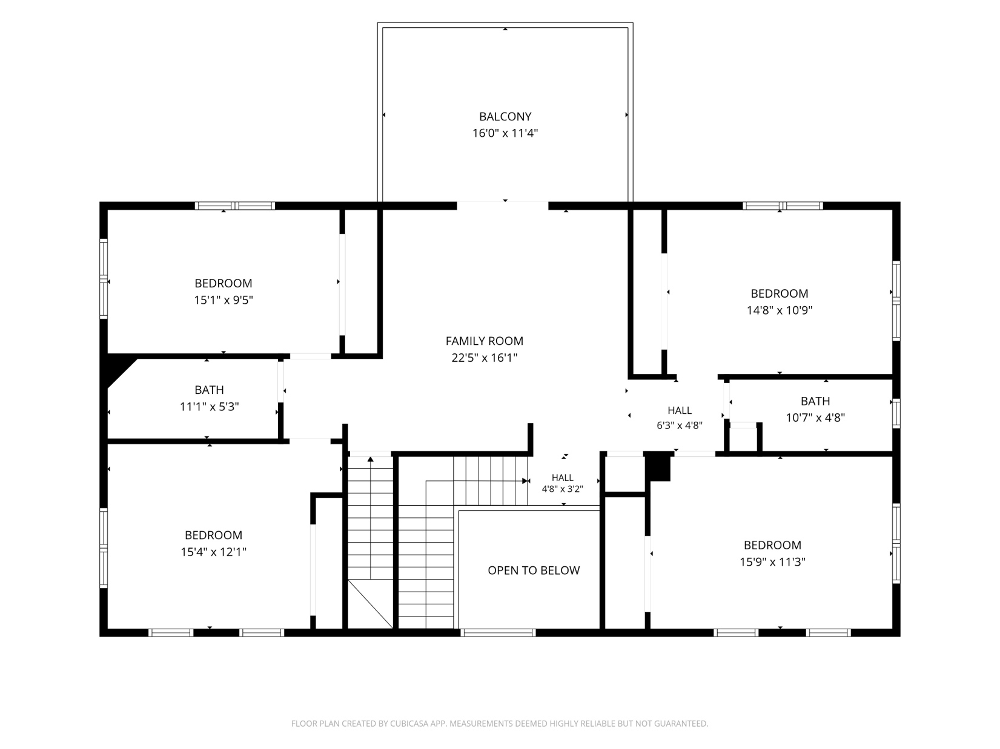 BALCONY
16'0" x 11'4"
BEDROOM
15'1" x 9'5"
BEDROOM
14'8" x 10'9"
FAMILY ROOM
22'5" x 16'1"
BATH
11'1" x 5'3"
HALL
6'3" x 4'8"
BATH
10'7" x 4'8"
HALL
4'8" x 3'2"
BEDROOM
15'4" x 12'1"
OPEN TO BELOW
BEDROOM
15'9" x 11'3"
FLOOR PLAN CREATED BY CUBICASA APP. MEASUREMENTS DEEMED HIGHLY RELIABLE BUT NOT GUARANTEED.